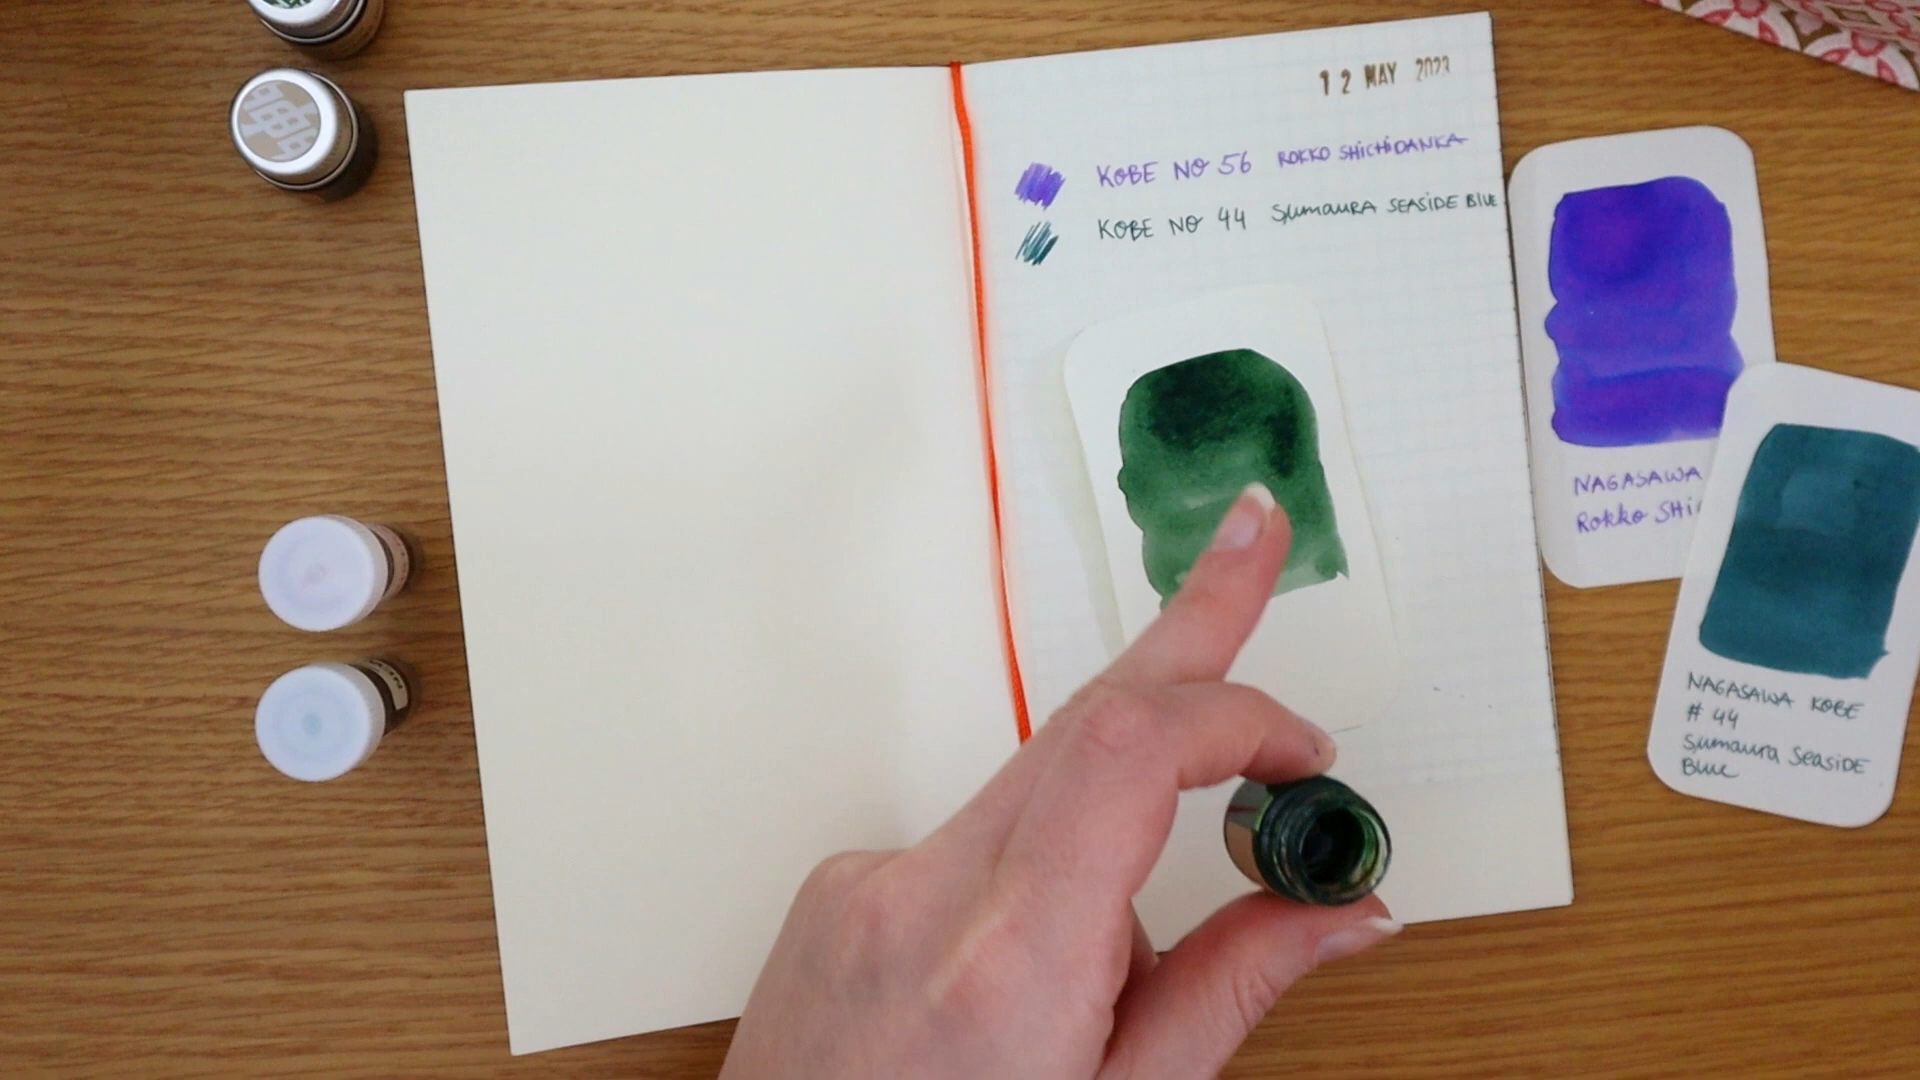 12 MAY 2023
KOBE NO 56 ROKKO SHICHIDANKA
KOBE NO 44 SUMAURA SEASIDE BLUE
NAGASAWA
Rokko SHi
NAGASAWA KOBE
# 44
Sumaura SeaSiDE
Blue